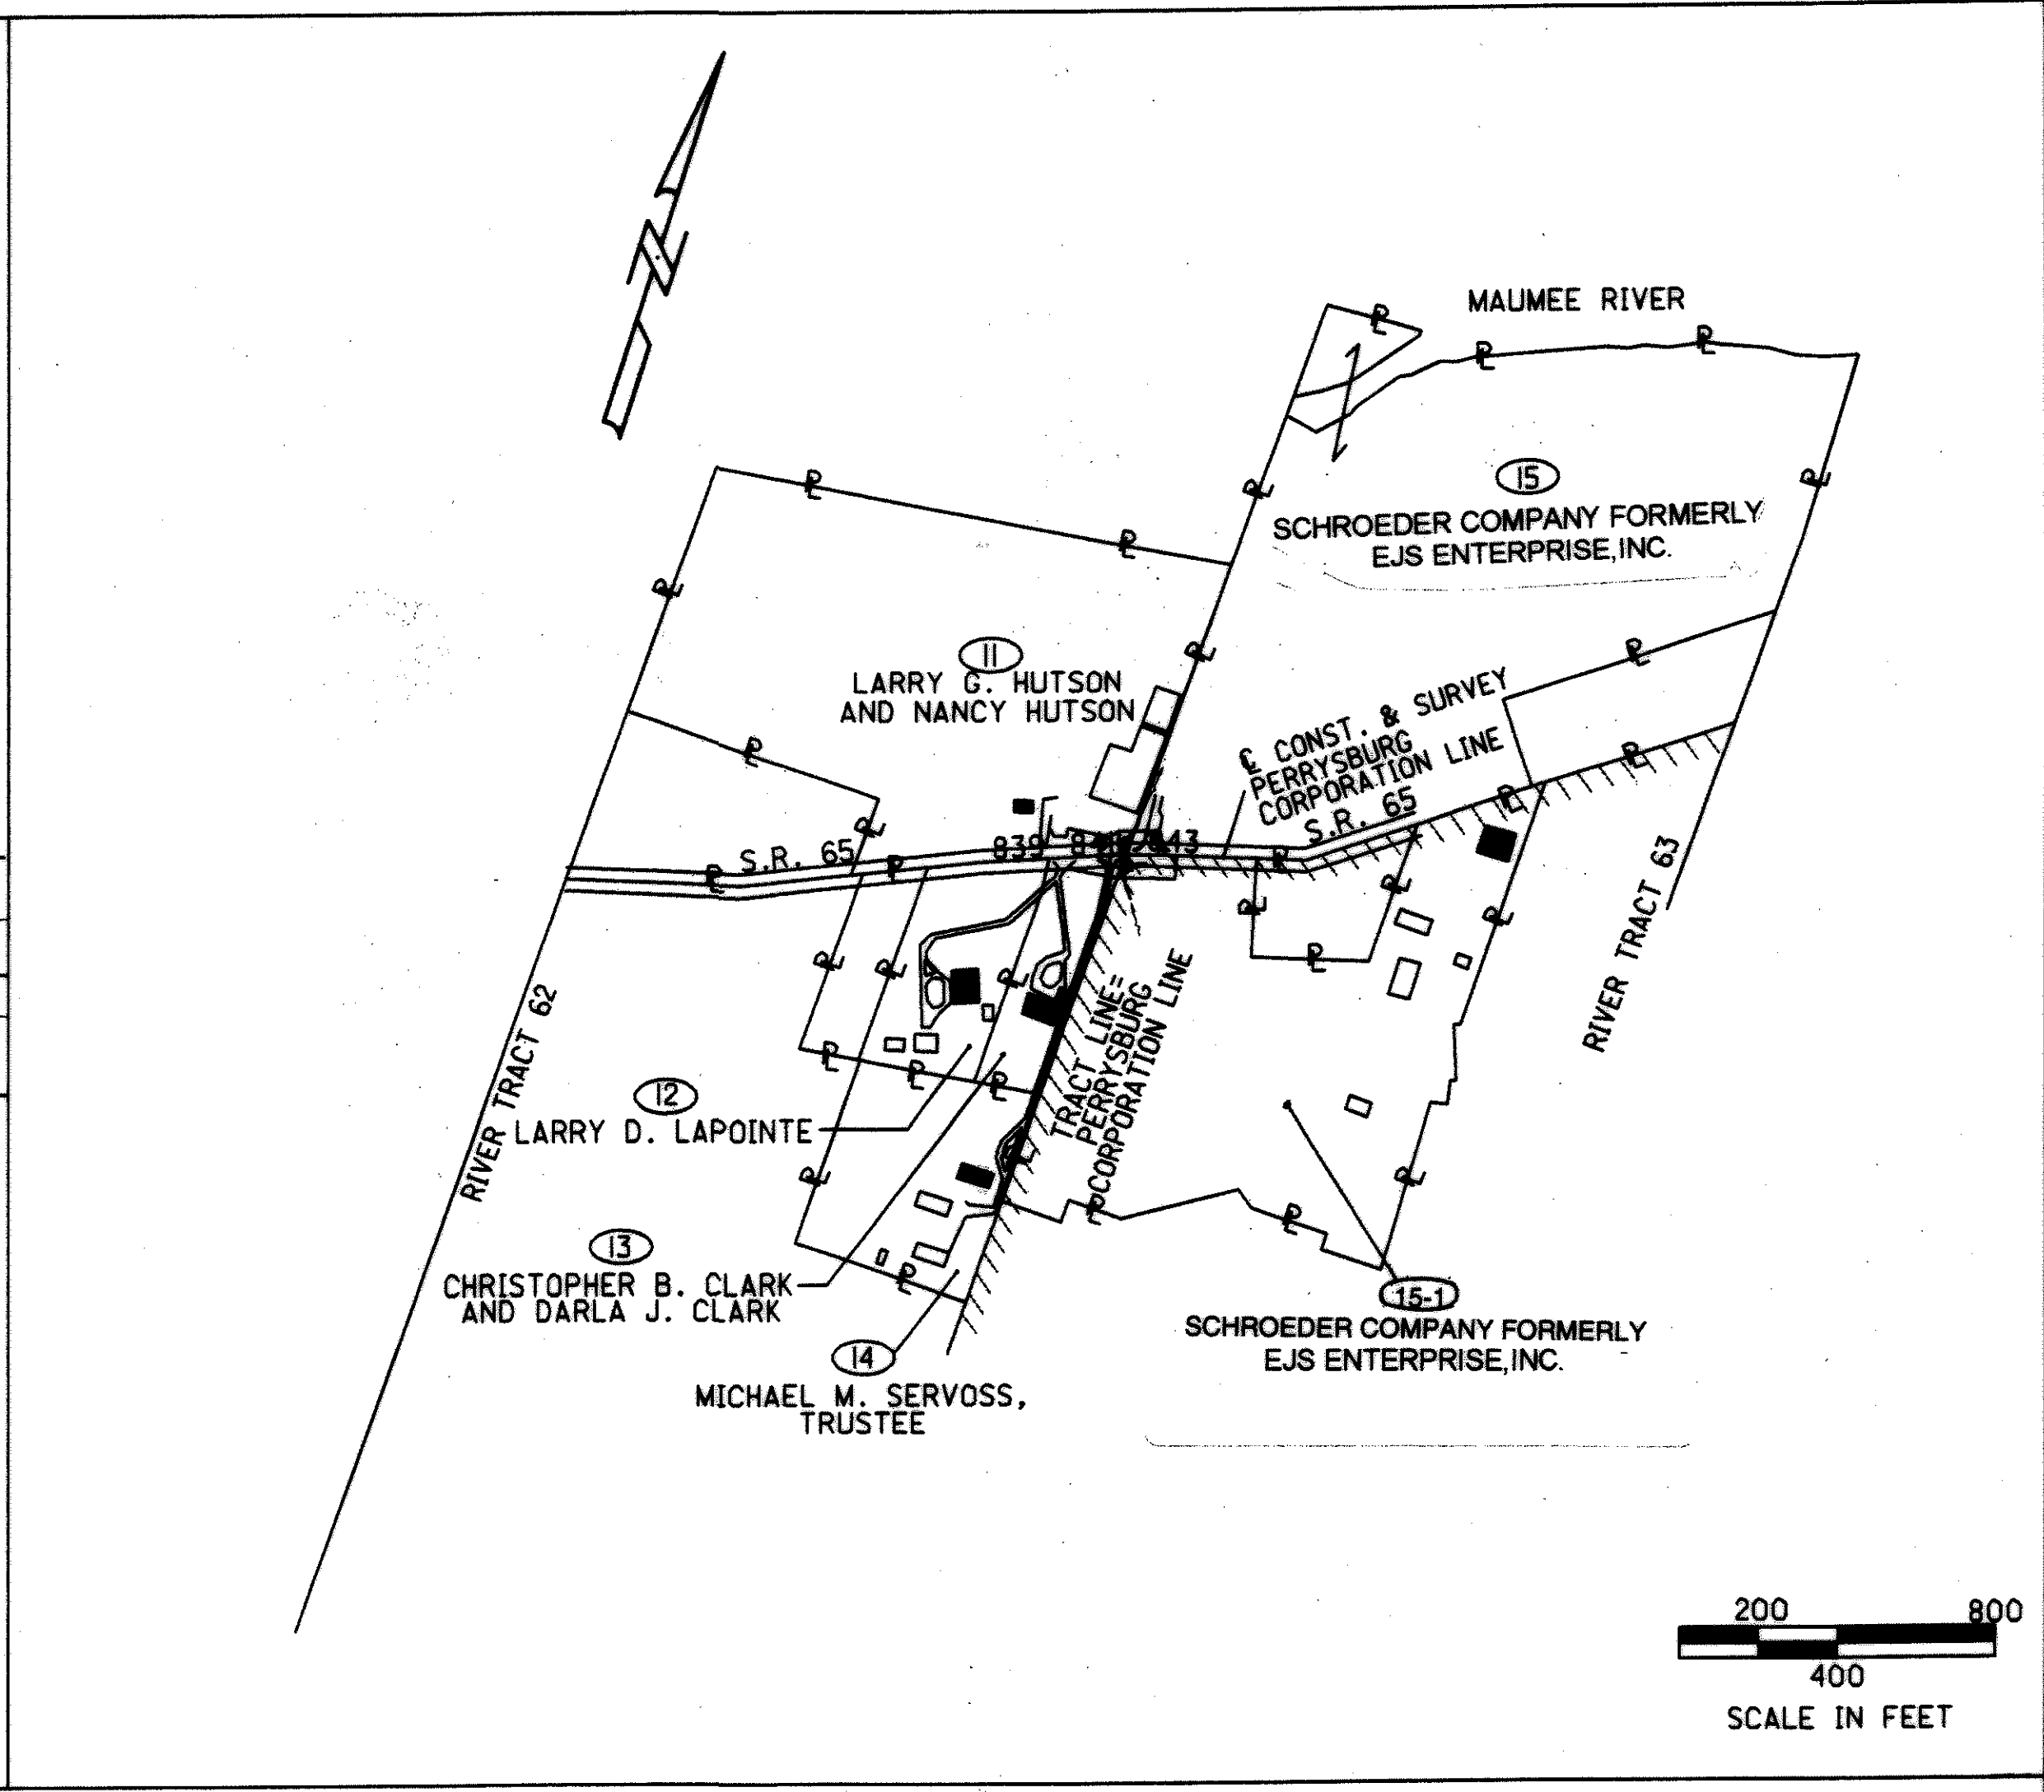 MAUMEE RIVER
15
SCHROEDER COMPANY FORMERLY
EJS ENTERPRISE, INC.
11
LARRY G. HUTSON
AND NANCY HUTSON
℄ CONST. & SURVEY
PERRYSBURG
CORPORATION LINE
S.R. 65
S.R. 65
839
843
RIVER TRACT 62
RIVER TRACT 63
TRACT LINE=
PERRYSBURG
CORPORATION LINE
12
LARRY D. LAPOINTE
13
CHRISTOPHER B. CLARK
AND DARLA J. CLARK
14
MICHAEL M. SERVOSS,
TRUSTEE
15-1
SCHROEDER COMPANY FORMERLY
EJS ENTERPRISE, INC.
200
800
400
SCALE IN FEET